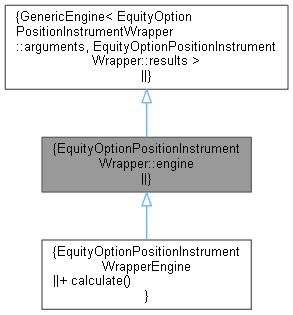 {GenericEngine< EquityOption
PositionInstrumentWrapper
::arguments, EquityOptionPositionInstrument
Wrapper::results >
||}
{EquityOptionPositionInstrument
Wrapper::engine
||}
{EquityOptionPositionInstrument
WrapperEngine
||+ calculate()
}